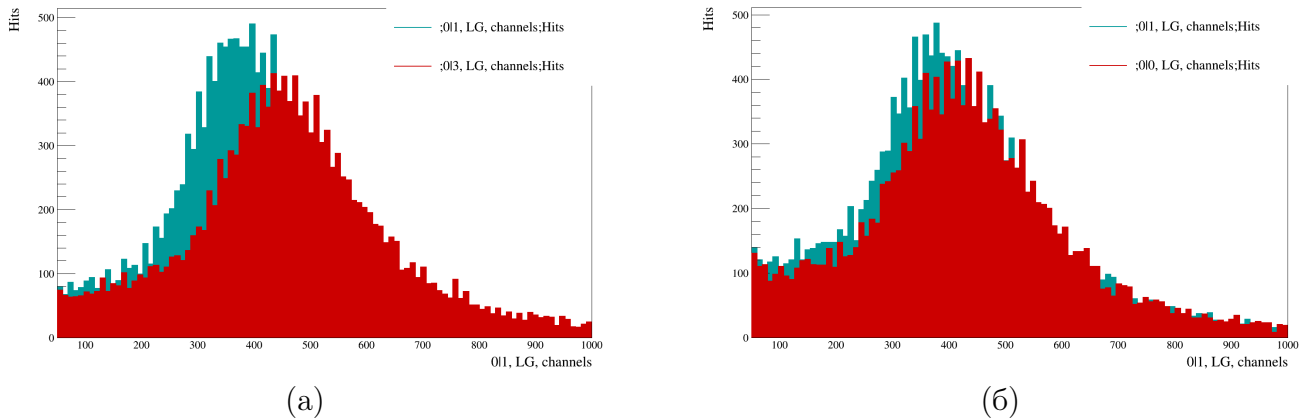 Hits
500
400
300
200
100
0
;0|1, LG, channels;Hits
;0|3, LG, channels;Hits
100 200 300 400 500 600 700 800 900 1000
0|1, LG, channels
(а)
Hits
500
400
300
200
100
0
;0|1, LG, channels;Hits
;0|0, LG, channels;Hits
100 200 300 400 500 600 700 800 900 1000
0|1, LG, channels
(б)